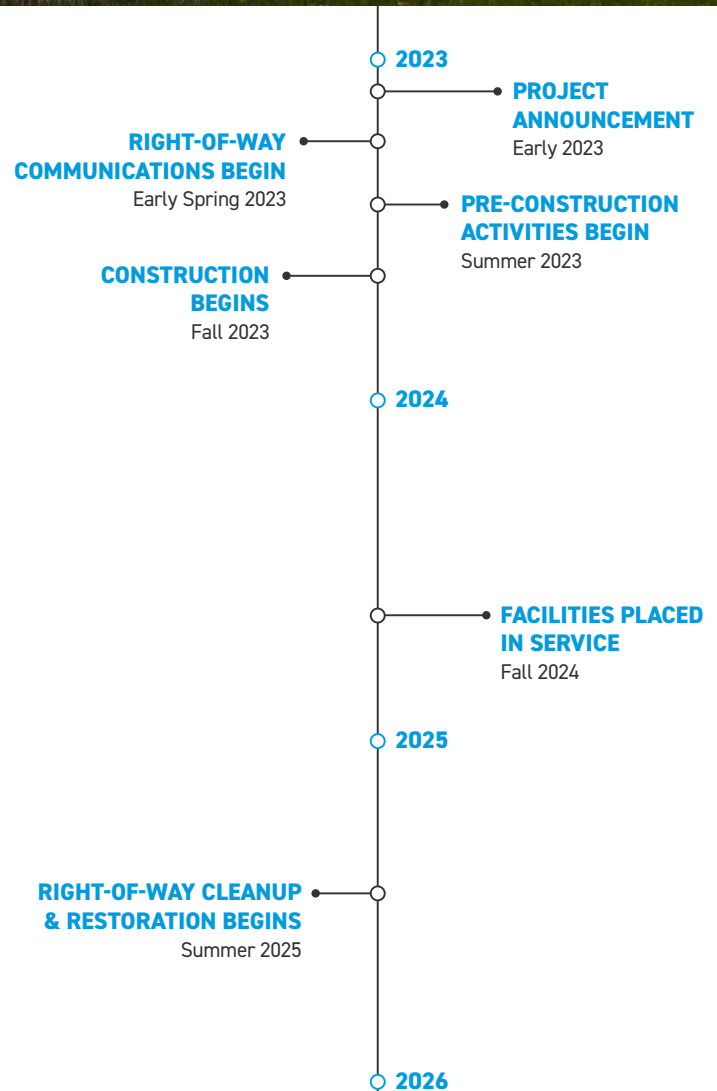 2023
PROJECT
ANNOUNCEMENT
Early 2023
RIGHT-OF-WAY
COMMUNICATIONS BEGIN
Early Spring 2023
PRE-CONSTRUCTION
ACTIVITIES BEGIN
Summer 2023
CONSTRUCTION
BEGINS
Fall 2023
2024
FACILITIES PLACED
IN SERVICE
Fall 2024
2025
RIGHT-OF-WAY CLEANUP
& RESTORATION BEGINS
Summer 2025
2026